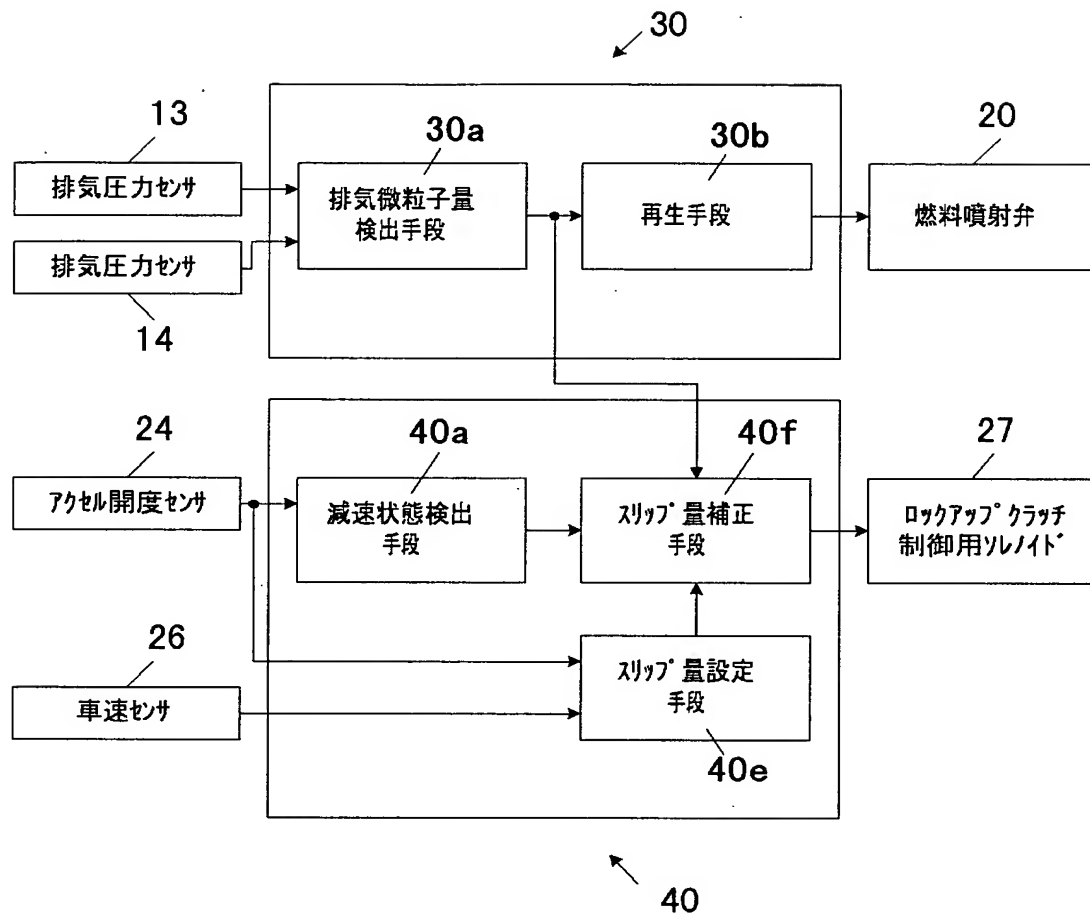 30
13
30a
30b
20
排気圧力ｾﾝｻ
排気微粒子量
検出手段
再生手段
燃料噴射弁
排気圧力ｾﾝｻ
14
24
40a
40f
27
ｱｸｾﾙ開度ｾﾝｻ
減速状態検出
手段
ｽﾘｯﾌﾟ量補正
手段
ﾛｯｸｱｯﾌﾟｸﾗｯﾁ
制御用ｿﾚﾉｲﾄﾞ
26
車速ｾﾝｻ
ｽﾘｯﾌﾟ量設定
手段
40e
40